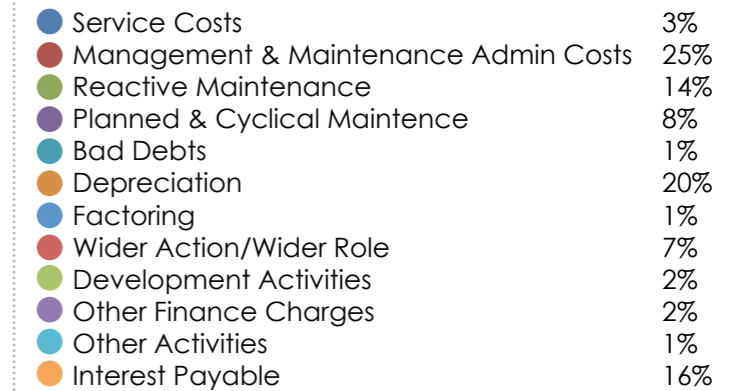 Service Costs 3%
Management & Maintenance Admin Costs 25%
Reactive Maintenance 14%
Planned & Cyclical Maintence 8%
Bad Debts 1%
Depreciation 20%
Factoring 1%
Wider Action/Wider Role 7%
Development Activities 2%
Other Finance Charges 2%
Other Activities 1%
Interest Payable 16%